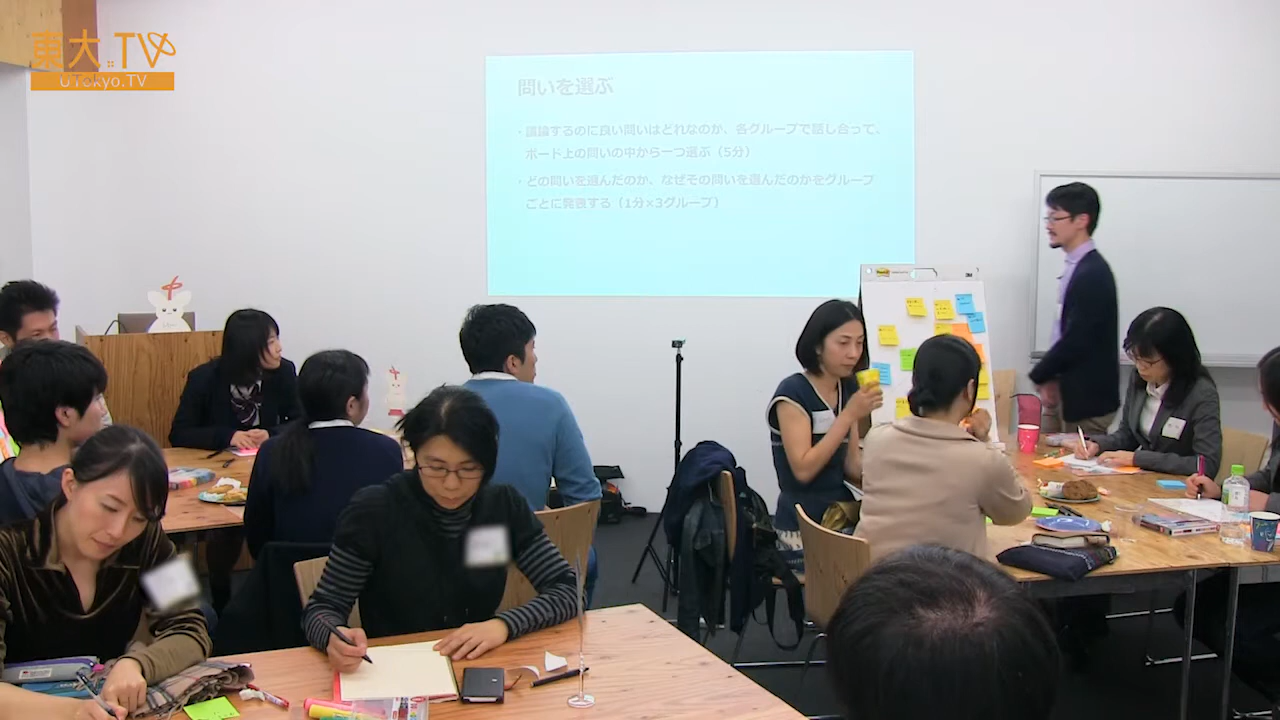 東大.TV
UTokyo.TV
問いを選ぶ
・議論するのに良い問いはどれなのか、各グループで話し合って、
ボード上の問いの中から一つ選ぶ（5分）
・どの問いを選んだのか、なぜその問いを選んだのかをグループ
ごとに発表する（1分×3グループ）